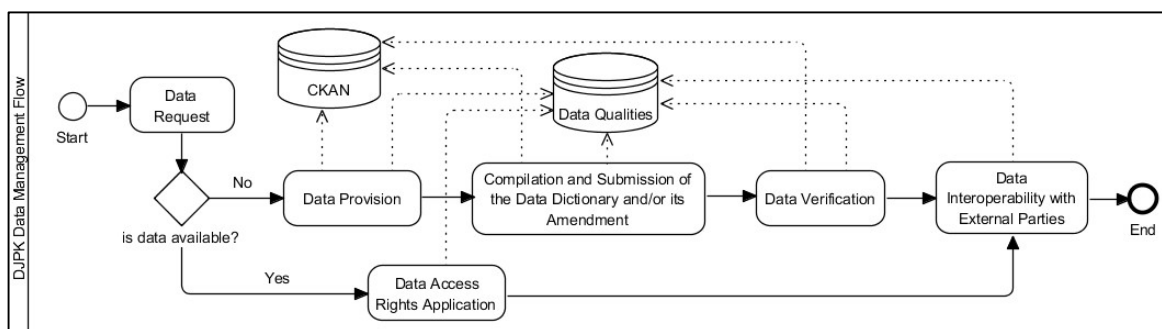 DJPK Data Management Flow
Start
Data
Request
is data available?
No
Yes
CKAN
Data Qualities
Data Provision
Compilation and Submission of
the Data Dictionary and/or its
Amendment
Data Verification
Data
Interoperability with
External Parties
End
Data Access
Rights Application